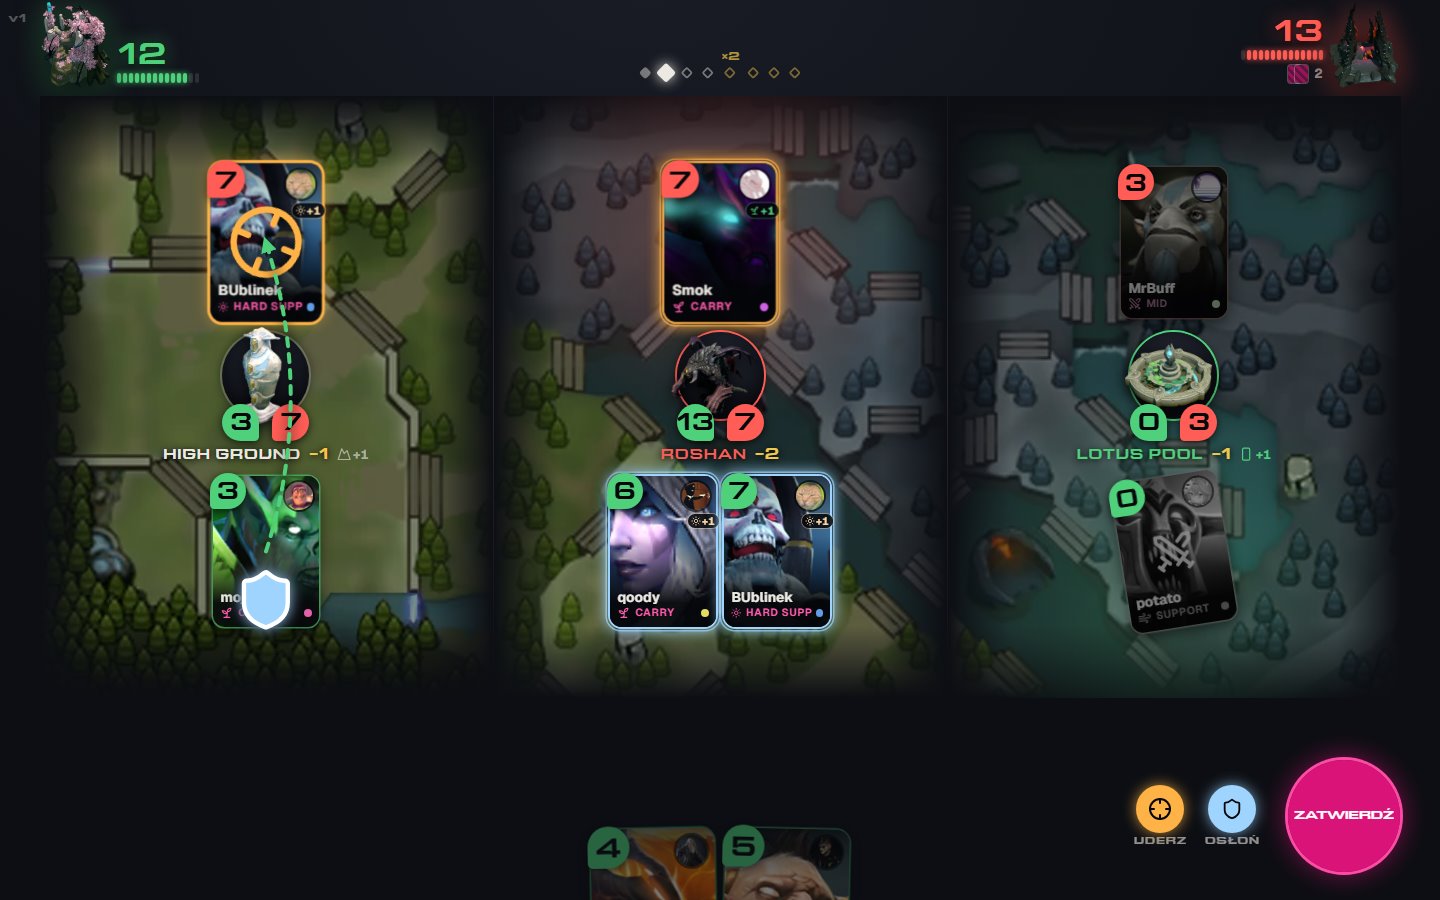 v1
12
×2
13
2
7
+1
BUblinek
HARD SUPP
7
+1
Smok
CARRY
3
MrBuff
MID
3
7
HIGH GROUND −1 +1
13
7
ROSHAN −2
0
3
LOTUS POOL −1 +1
3
6
+1
qoody
CARRY
7
+1
BUblinek
HARD SUPP
0
potato
SUPPORT
UDERZ
OSŁOŃ
ZATWIERDŹ
4
5